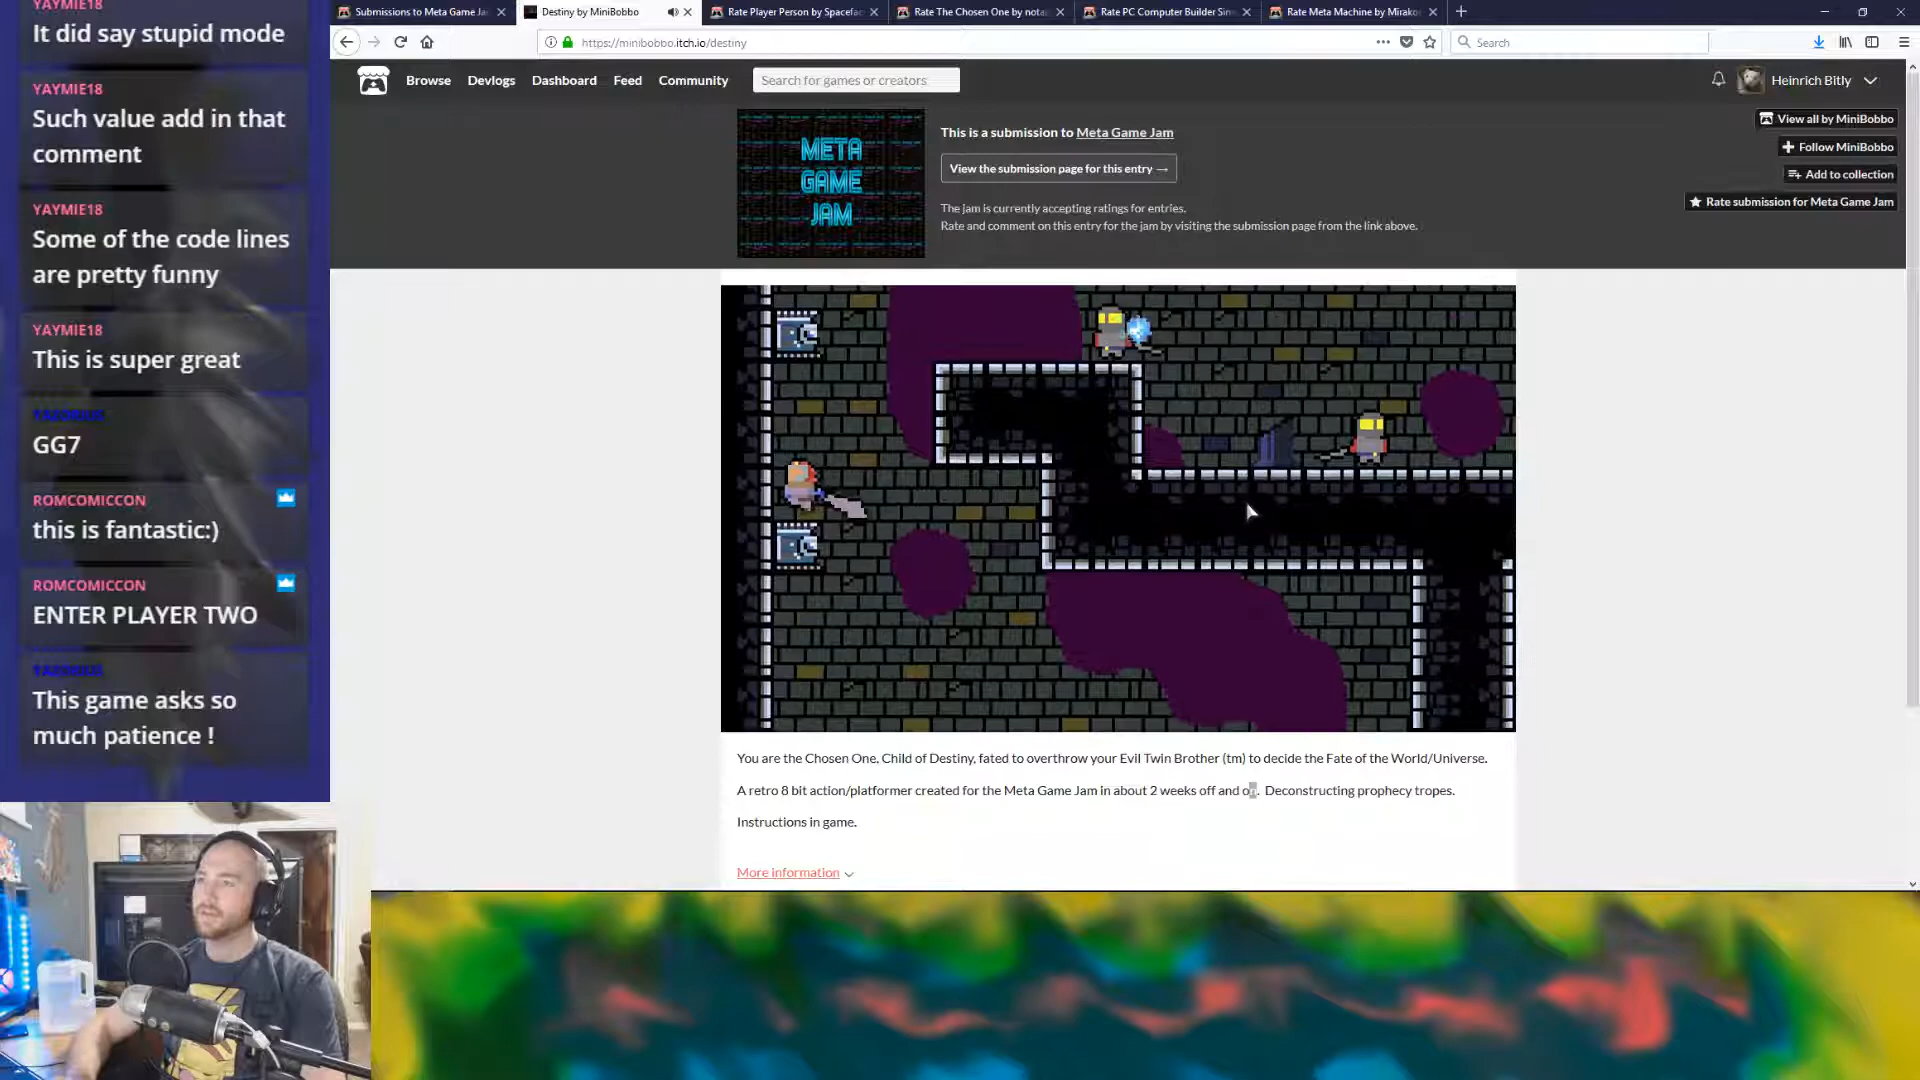 YAYMIE18
It did say stupid mode
YAYMIE18
Such value add in that
comment
YAYMIE18
Some of the code lines
are pretty funny
YAYMIE18
This is super great
GG7
ROMCOMICCON
this is fantastic:)
ROMCOMICCON
ENTER PLAYER TWO
This game asks so
much patience !
Submissions to Meta Game Ja
Destiny by MiniBobbo
Rate Player Person by Spacefac
Rate The Chosen One by nota
Rate PC Computer Builder Sim
Rate Meta Machine by Mirako
https://minibobbo.itch.io/destiny
Search
Browse
Devlogs
Dashboard
Feed
Community
Search for games or creators
Heinrich Bitly
META
GAME
JAM
This is a submission to Meta Game Jam
View the submission page for this entry →
The jam is currently accepting ratings for entries.
Rate and comment on this entry for the jam by visiting the submission page from the link above.
View all by MiniBobbo
Follow MiniBobbo
Add to collection
Rate submission for Meta Game Jam
You are the Chosen One, Child of Destiny, fated to overthrow your Evil Twin Brother (tm) to decide the Fate of the World/Universe.
A retro 8 bit action/platformer created for the Meta Game Jam in about 2 weeks off and on. Deconstructing prophecy tropes.
Instructions in game.
More information